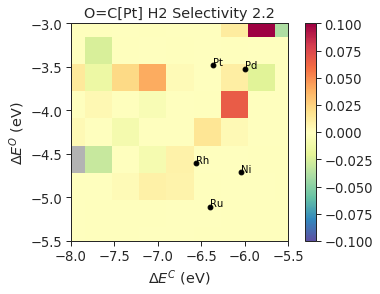 O=C[Pt] H2 Selectivity 2.2
−3.0
−3.5
−4.0
−4.5
−5.0
−5.5
ΔE^O (eV)
Pt
Pd
Rh
Ni
Ru
−8.0 −7.5 −7.0 −6.5 −6.0 −5.5
ΔE^C (eV)
0.100
0.075
0.050
0.025
0.000
−0.025
−0.050
−0.075
−0.100